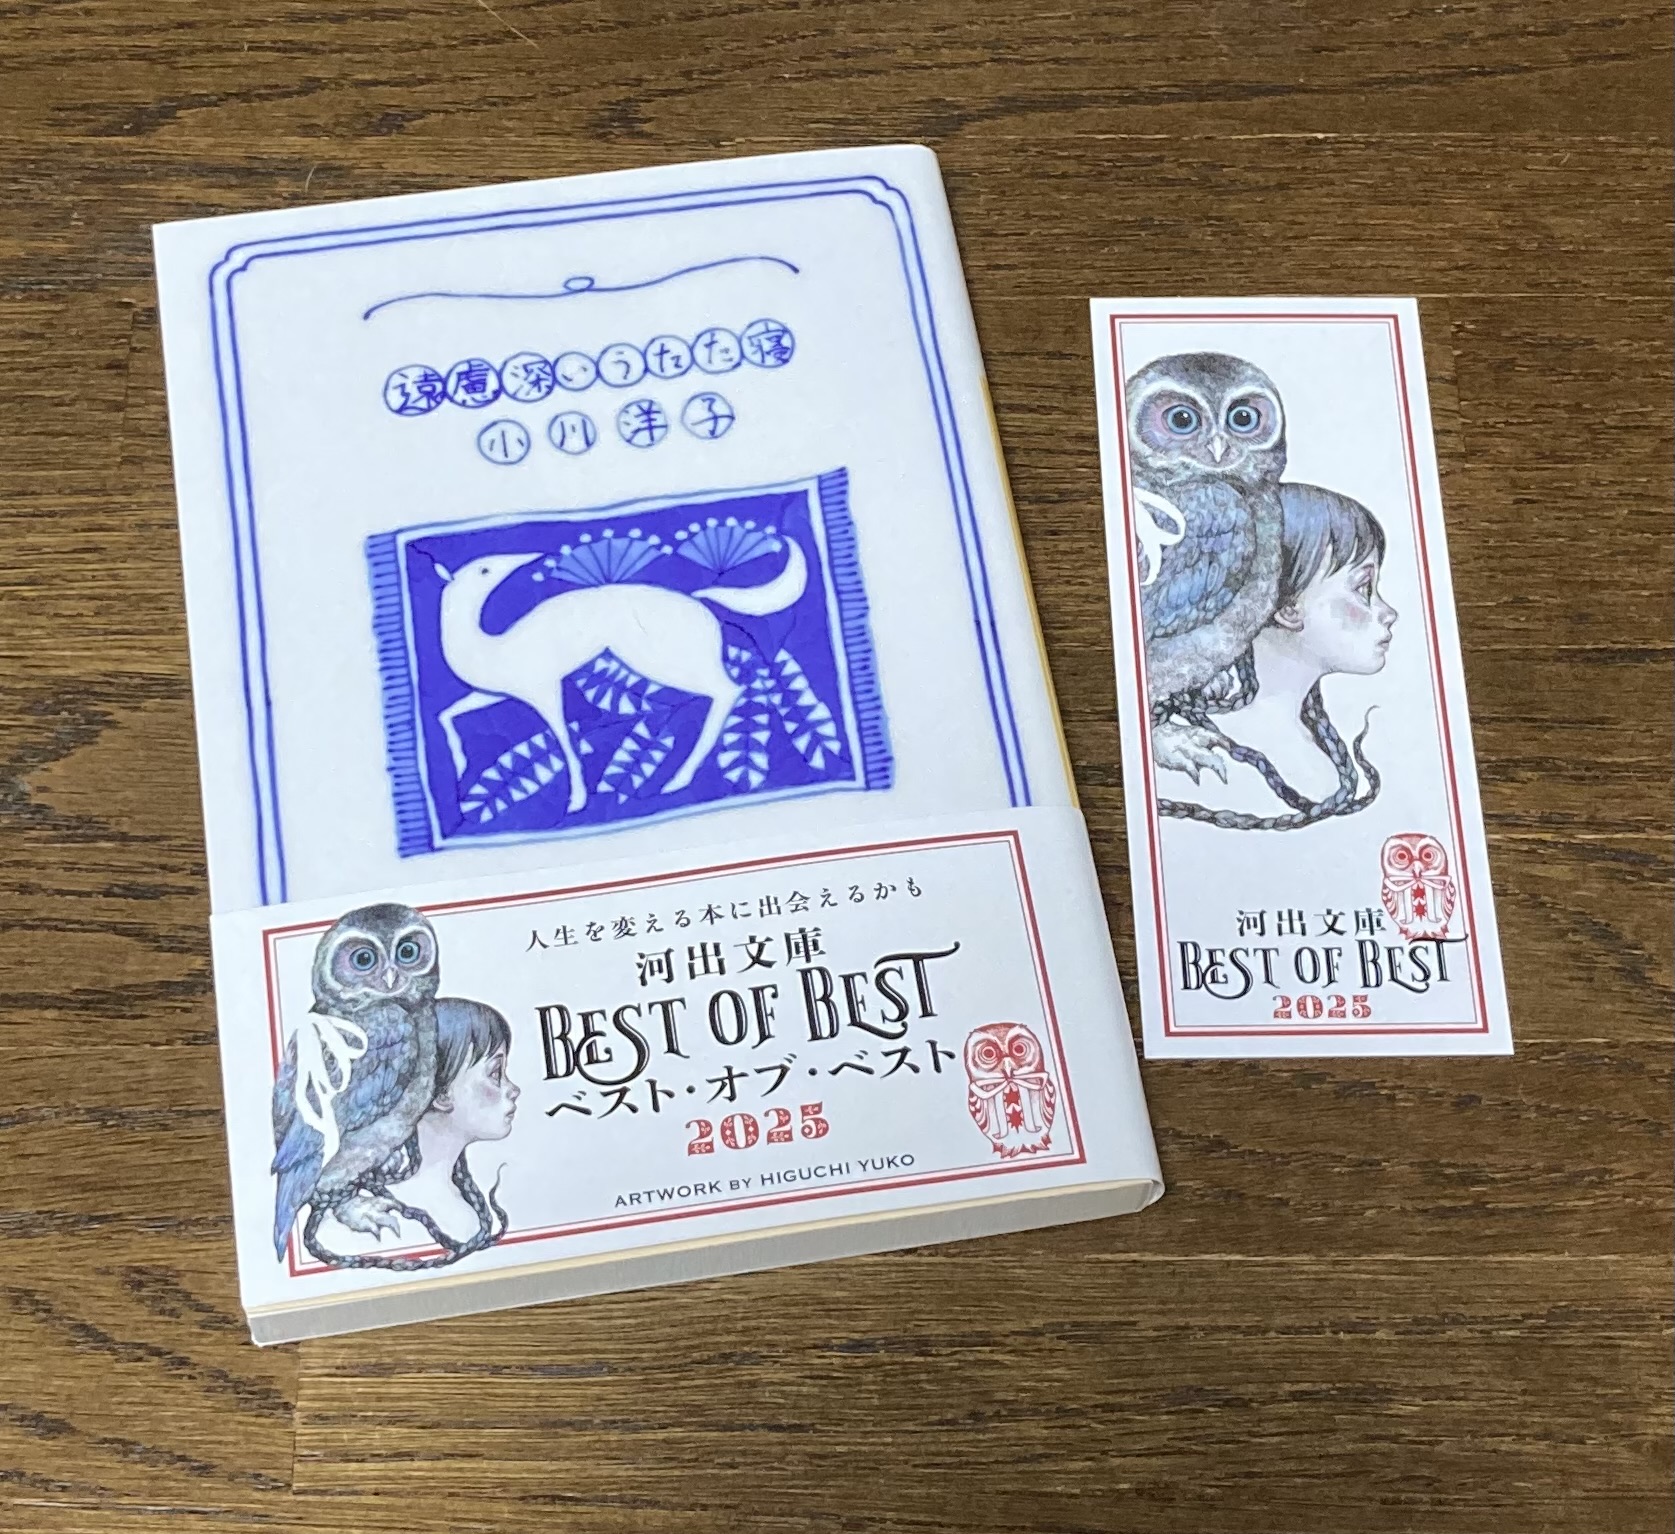 遠慮深いうたた寝
小川洋子
人生を変える本に出会えるかも
河出文庫
BEST OF BEST
ベスト・オブ・ベスト
2025
ARTWORK BY HIGUCHI YUKO
河出文庫
BEST OF BEST
2025